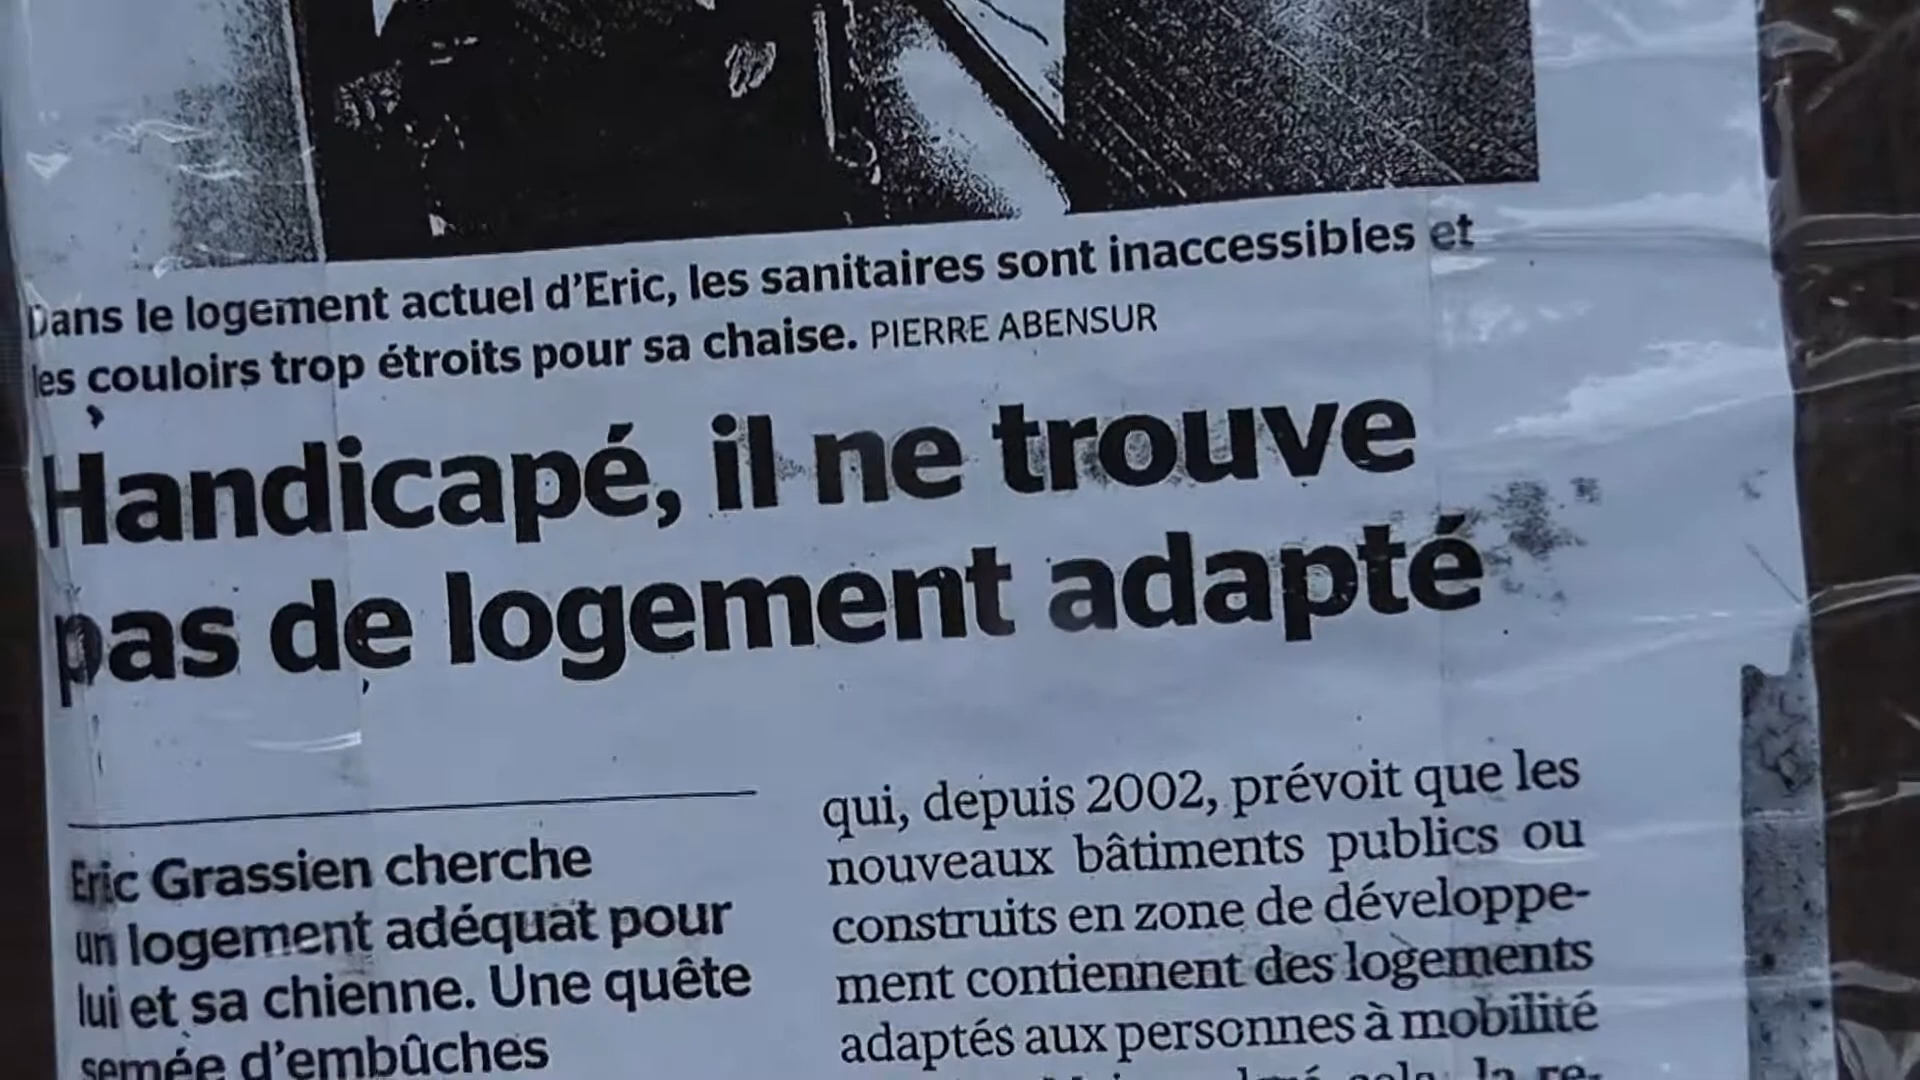 Dans le logement actuel d'Eric, les sanitaires sont inaccessibles et
les couloirs trop étroits pour sa chaise. PIERRE ABENSUR
Handicapé, il ne trouve
pas de logement adapté
Eric Grassien cherche
un logement adéquat pour
lui et sa chienne. Une quête
semée d'embûches
qui, depuis 2002, prévoit que les
nouveaux bâtiments publics ou
construits en zone de développe-
ment contiennent des logements
adaptés aux personnes à mobilité
cela, la re-